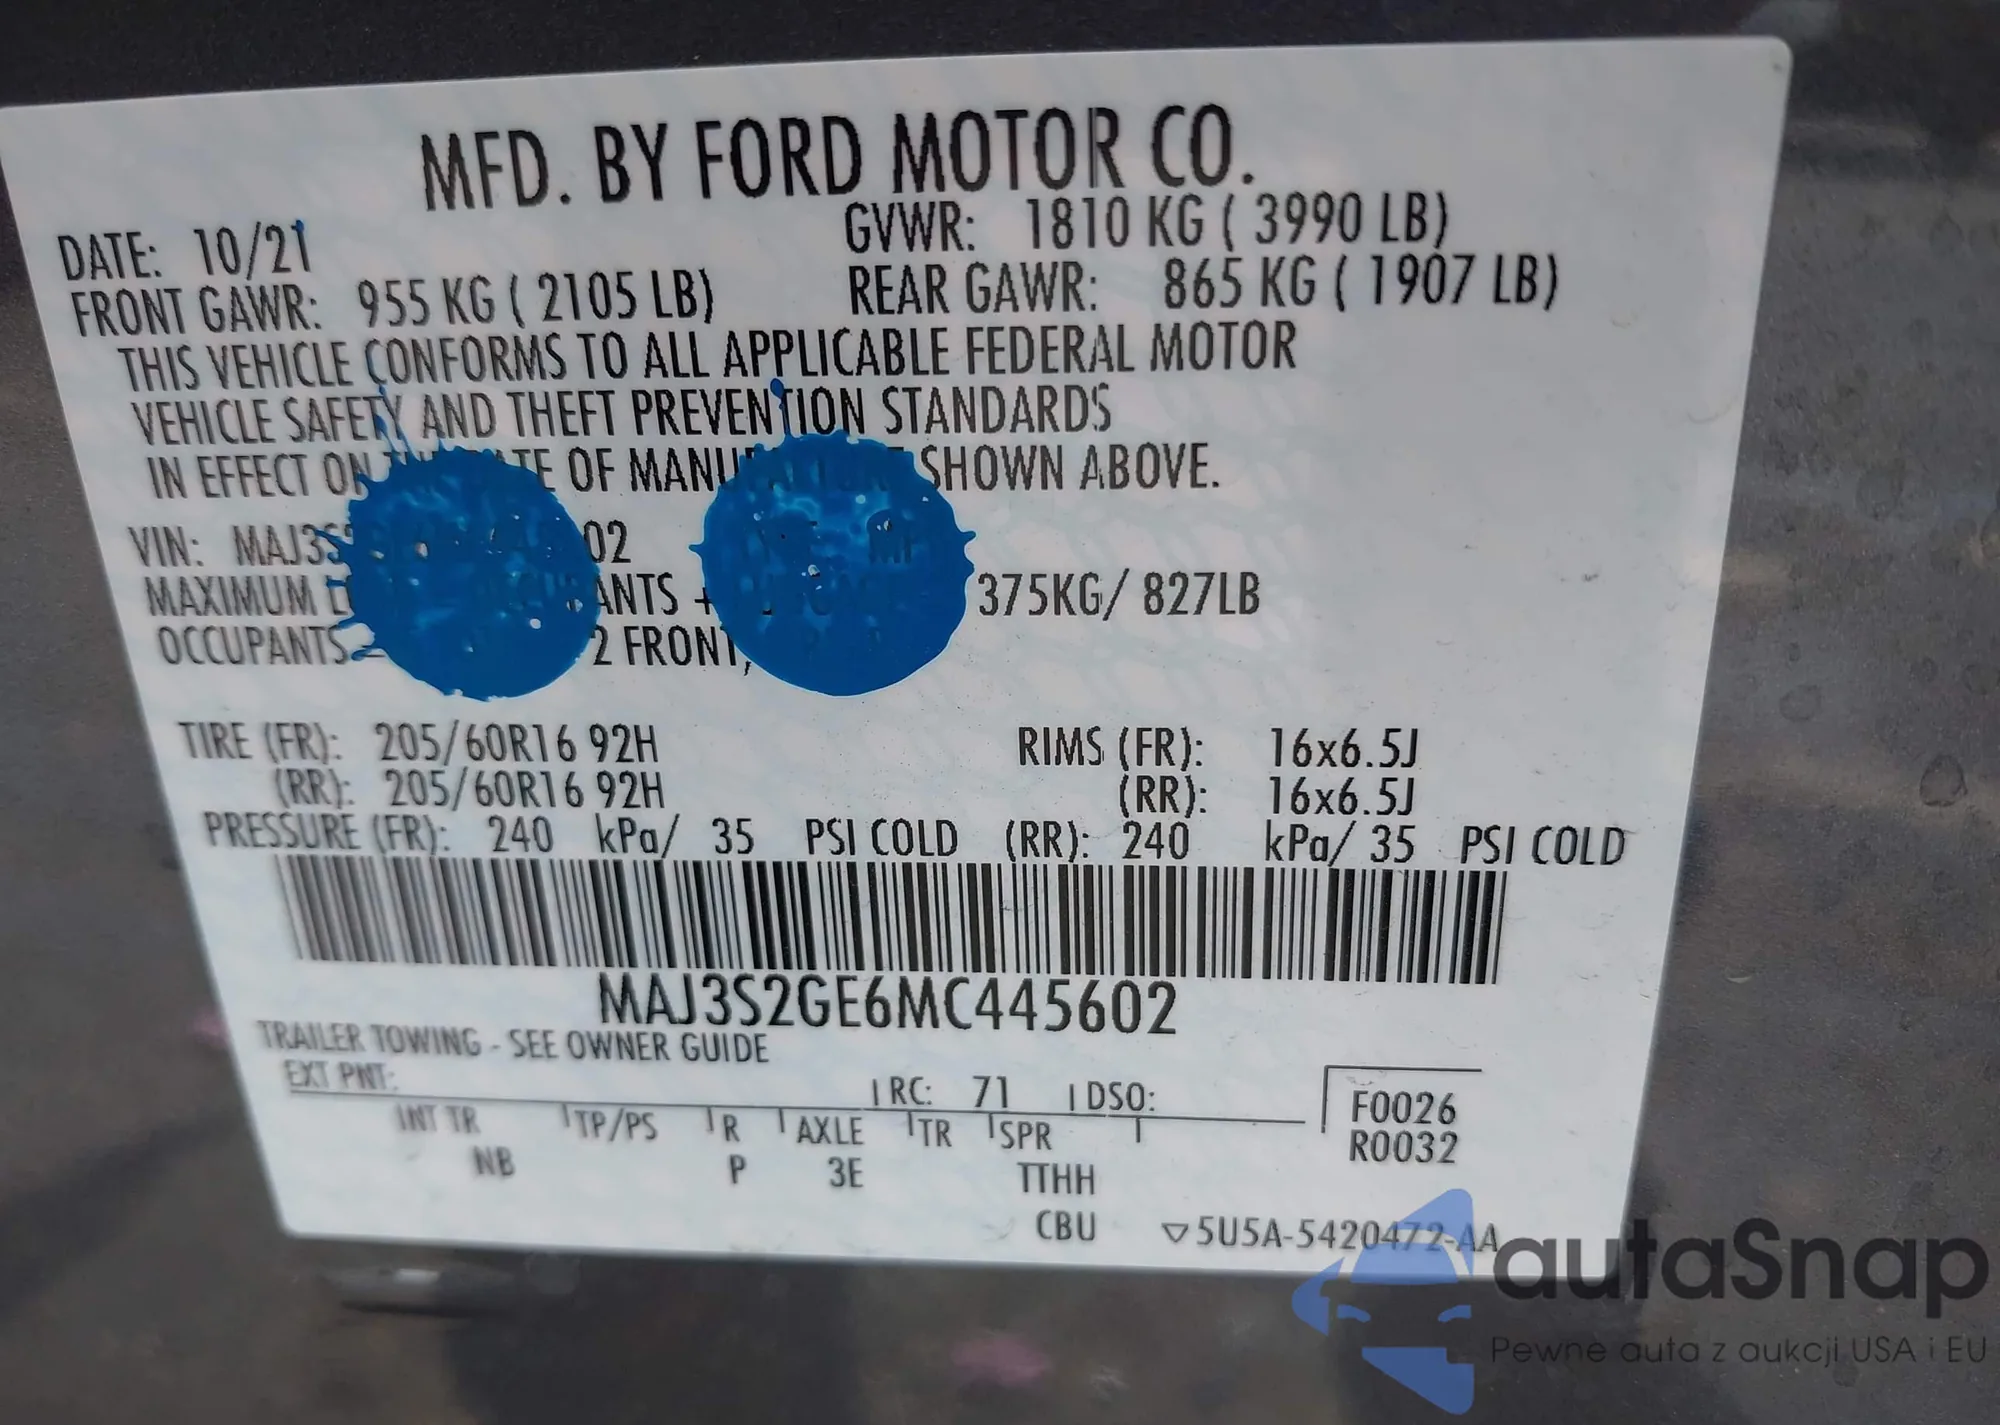 MFD. BY FORD MOTOR CO.
DATE: 10/21 GVWR: 1810 KG ( 3990 LB)
FRONT GAWR: 955 KG ( 2105 LB) REAR GAWR: 865 KG ( 1907 LB)
THIS VEHICLE CONFORMS TO ALL APPLICABLE FEDERAL MOTOR
VEHICLE SAFETY AND THEFT PREVENTION STANDARDS
IN EFFECT ON OF SHOWN ABOVE.
VIN: MAJ3S 02
MAXIMUM + 375KG/ 827LB
OCCUPANTS 2 FRONT,
TIRE (FR): 205/60R16 92H RIMS (FR): 16x6.5J
(RR): 205/60R16 92H (RR): 16x6.5J
PRESSURE (FR): 240 kPa/ 35 PSI COLD (RR): 240 kPa/ 35 PSI COLD
MAJ3S2GE6MC445602
TRAILER TOWING - SEE OWNER GUIDE
EXT PNT: RC: 71 DSO:
INT TR TP/PS R AXLE TR SPR
NB P 3E TTHH
CBU
F0026
R0032
▽5U5A-5420472-AA
autaSnap
Pewne auta z aukcji USA i EU